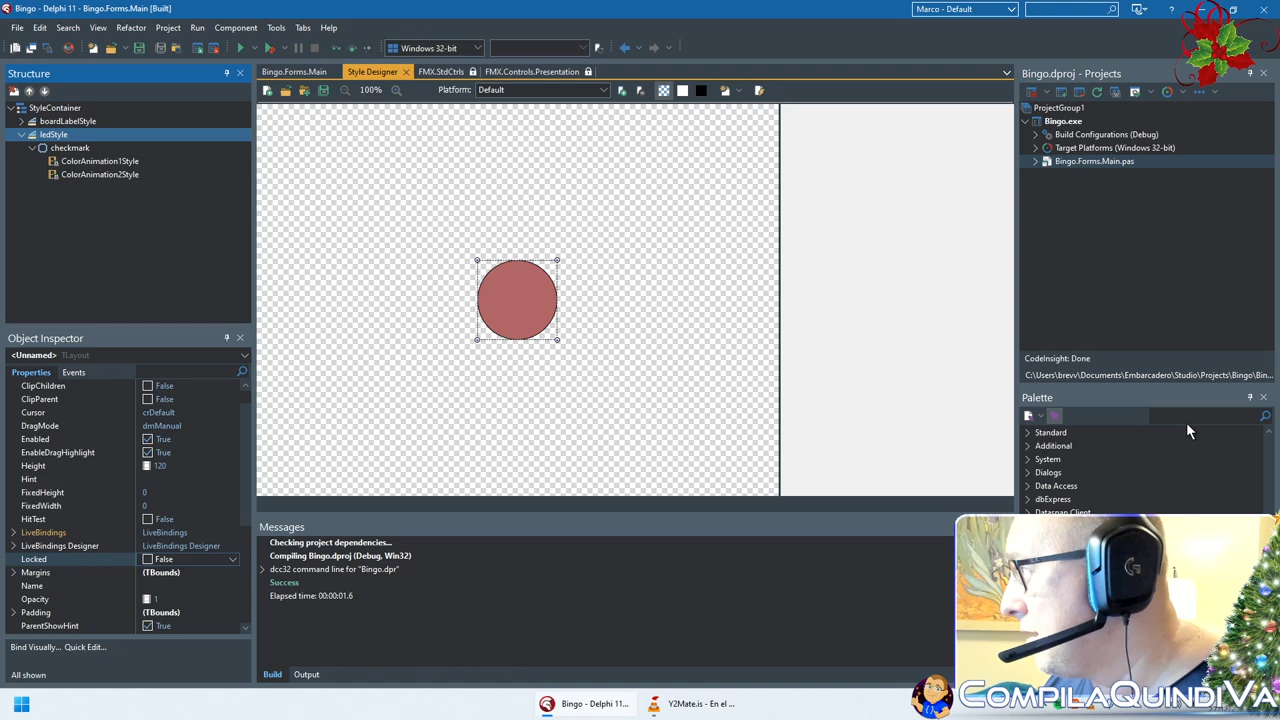 Bingo - Delphi 11 - Bingo.Forms.Main [Built]
Marco - Default
File Edit Search View Refactor Project Run Component Tools Tabs Help
Windows 32-bit
Structure
StyleContainer
boardLabelStyle
ledStyle
checkmark
ColorAnimation1Style
ColorAnimation2Style
Object Inspector
<Unnamed> TLayout
Properties Events
ClipChildren False
ClipParent False
Cursor crDefault
DragMode dmManual
Enabled True
EnableDragHighlight True
Height 120
Hint
FixedHeight 0
FixedWidth 0
HitTest False
LiveBindings LiveBindings
LiveBindings Designer LiveBindings Designer
Locked False
Margins (TBounds)
Name
Opacity 1
Padding (TBounds)
ParentShowHint True
Bind Visually... Quick Edit...
All shown
Bingo.Forms.Main Style Designer FMX.StdCtrls FMX.Controls.Presentation
100% Platform: Default
Messages
Checking project dependencies...
Compiling Bingo.dproj (Debug, Win32)
dcc32 command line for "Bingo.dpr"
Success
Elapsed time: 00:00:01.6
Build Output
Bingo.dproj - Projects
ProjectGroup1
Bingo.exe
Build Configurations (Debug)
Target Platforms (Windows 32-bit)
Bingo.Forms.Main.pas
CodeInsight: Done
C:\Users\brevv\Documents\Embarcadero\Studio\Projects\Bingo\Bin...
Palette
Standard
Additional
System
Dialogs
Data Access
dbExpress
Datasnap Client
CompilaQuindiVa
Bingo - Delphi 11...
Y2Mate.is - En el ...